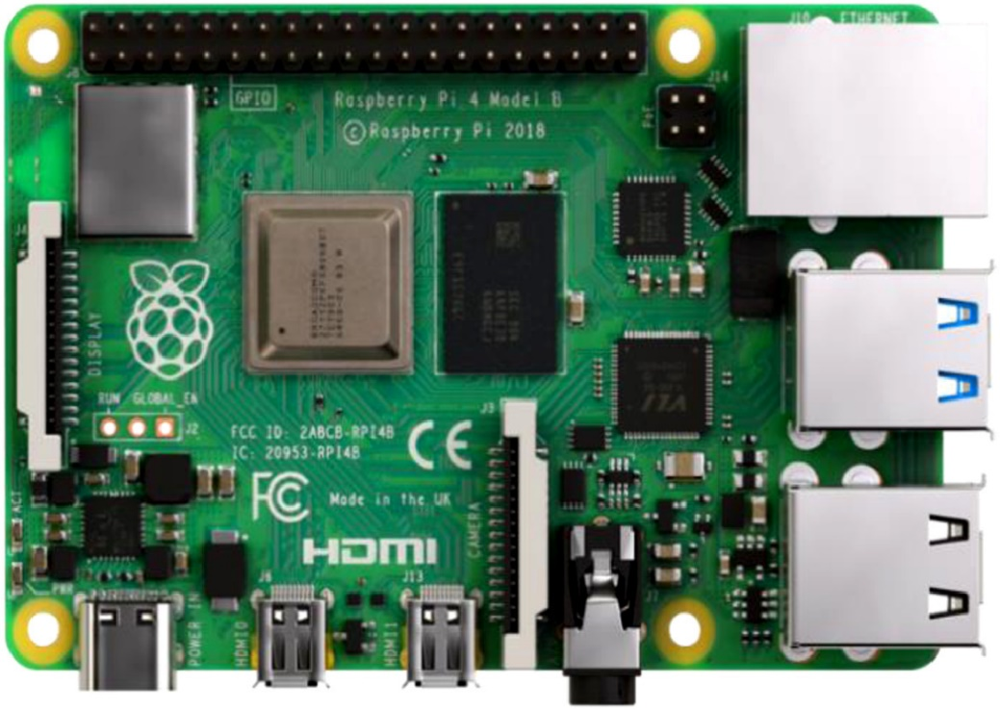 J10 ETHERNET
J8
J14
GPIO
Raspberry Pi 4 Model B
© Raspberry Pi 2018
PoE
J4
DISPLAY
BROADCOM
RUN GLOBAL_EN
J2
VLI
J3
FCC ID: 2ABCB-RPI4B
IC: 20953-RPI4B
CE
FC
Made in the UK
CAMERA
ACT
HDMI
J6
J13
PWR
POWER IN
HDMI0
HDMI1
J7